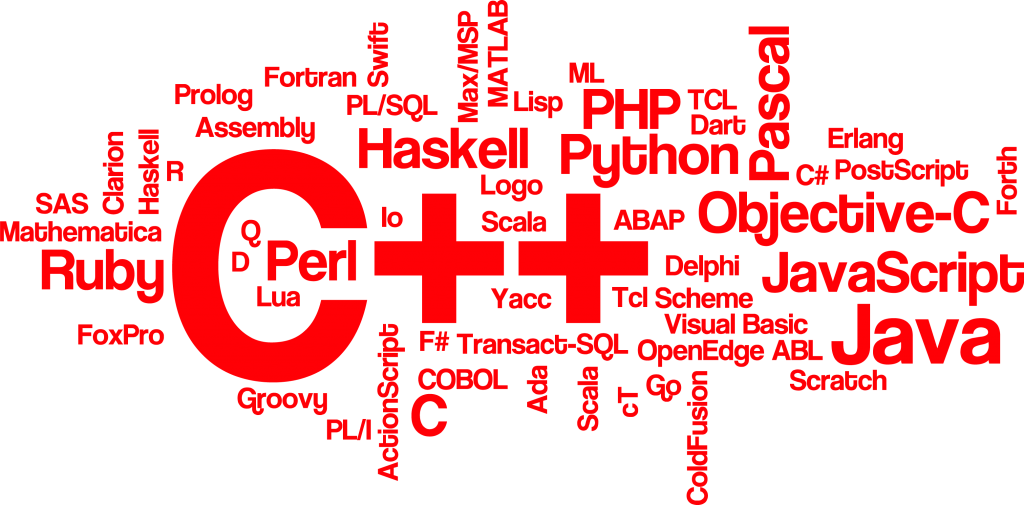 Swift
Max/MSP
MATLAB
Fortran
Prolog
PL/SQL
Lisp
ML
PHP
TCL
Dart
Pascal
Assembly
Haskell
Python
Erlang
C#
PostScript
Forth
Clarion
Haskell
R
SAS
Mathematica
Logo
Io
Scala
ABAP
Objective-C
C++
Q
D
Perl
Lua
Ruby
Delphi
JavaScript
Yacc
Tcl
Scheme
Visual Basic
Java
FoxPro
F#
Transact-SQL
OpenEdge ABL
Scratch
ActionScript
COBOL
Ada
Scala
cT
Go
ColdFusion
Groovy
C
PL/I